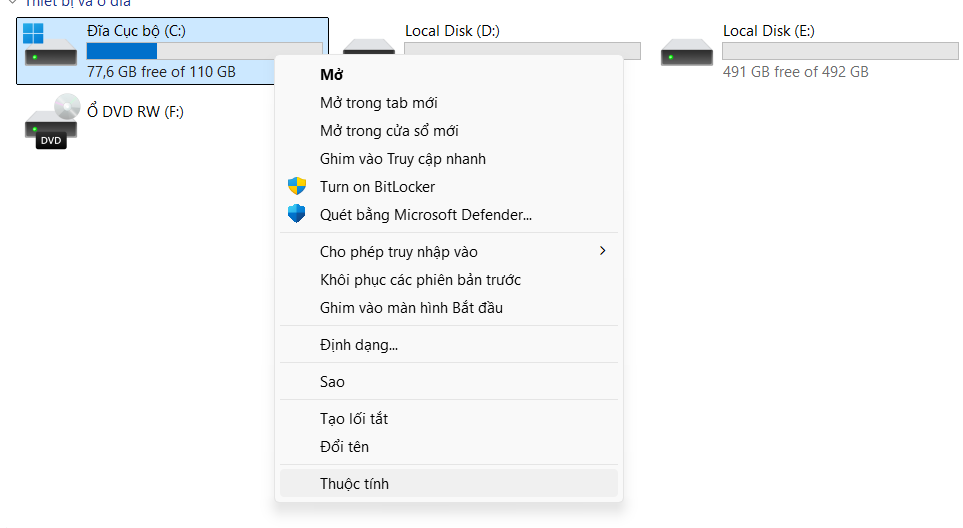 Thiết bị và ổ đĩa
Đĩa Cục bộ (C:)
77,6 GB free of 110 GB
Local Disk (D:)
Local Disk (E:)
491 GB free of 492 GB
Ổ DVD RW (F:)
DVD
Mở
Mở trong tab mới
Mở trong cửa sổ mới
Ghim vào Truy cập nhanh
Turn on BitLocker
Quét bằng Microsoft Defender...
Cho phép truy nhập vào
Khôi phục các phiên bản trước
Ghim vào màn hình Bắt đầu
Định dạng...
Sao
Tạo lối tắt
Đổi tên
Thuộc tính